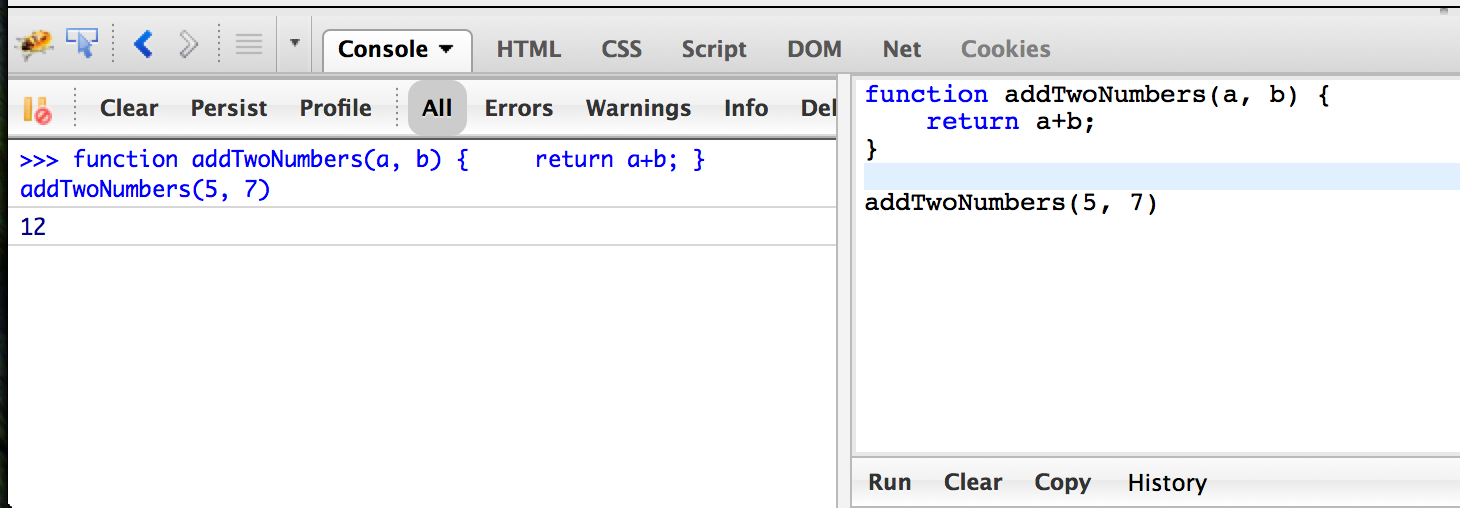 Console HTML CSS Script DOM Net Cookies
Clear Persist Profile All Errors Warnings Info
>>> function addTwoNumbers(a, b) {     return a+b; }
addTwoNumbers(5, 7)
12
function addTwoNumbers(a, b) {
    return a+b;
}
addTwoNumbers(5, 7)
Run Clear Copy History